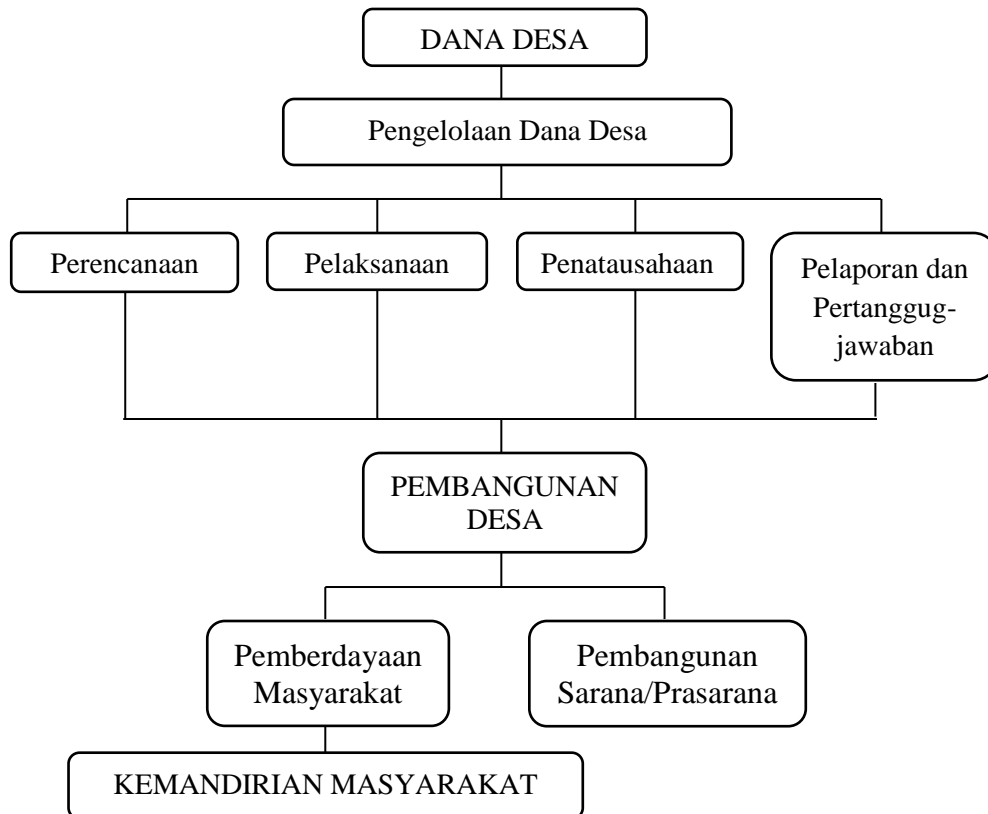 DANA DESA
Pengelolaan Dana Desa
Perencanaan
Pelaksanaan
Penatausahaan
Pelaporan dan
Pertanggug-
jawaban
PEMBANGUNAN
DESA
Pemberdayaan
Masyarakat
Pembangunan
Sarana/Prasarana
KEMANDIRIAN MASYARAKAT